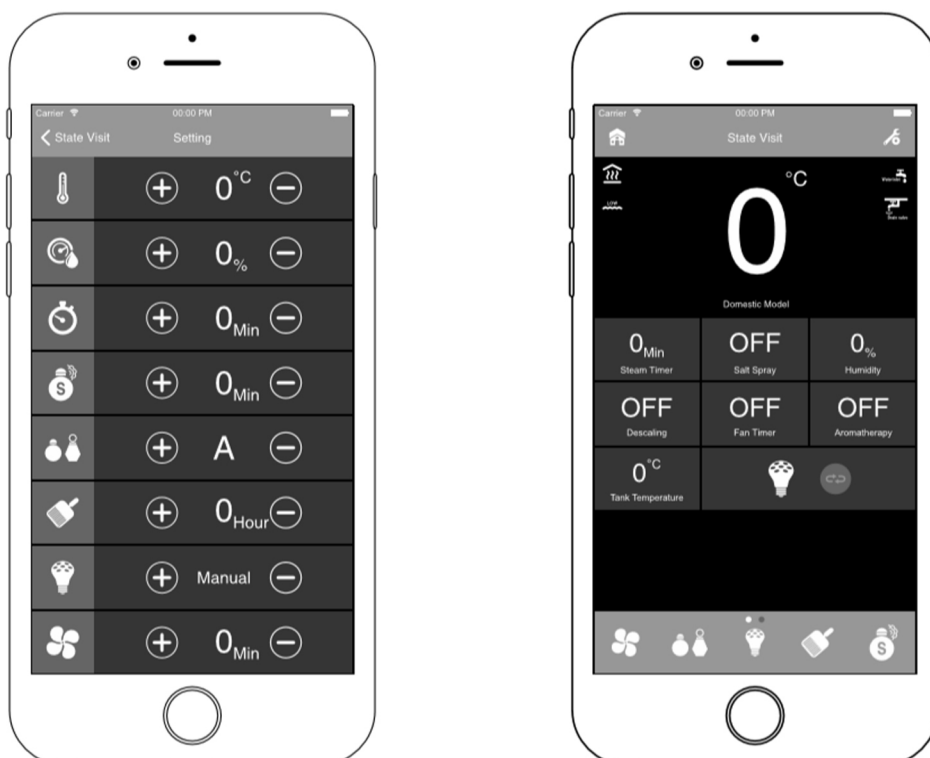 Carrier 00:00 PM
State Visit Setting
0°C
0%
0Min
S 0Min
A
0Hour
Manual
0Min
Carrier 00:00 PM
State Visit
LOW
0°C
Domestic Model
0Min OFF 0%
Steam Timer Salt Spray Humidity
OFF OFF OFF
Descaling Fan Timer Aromatherapy
0°C
Tank Temperature
S